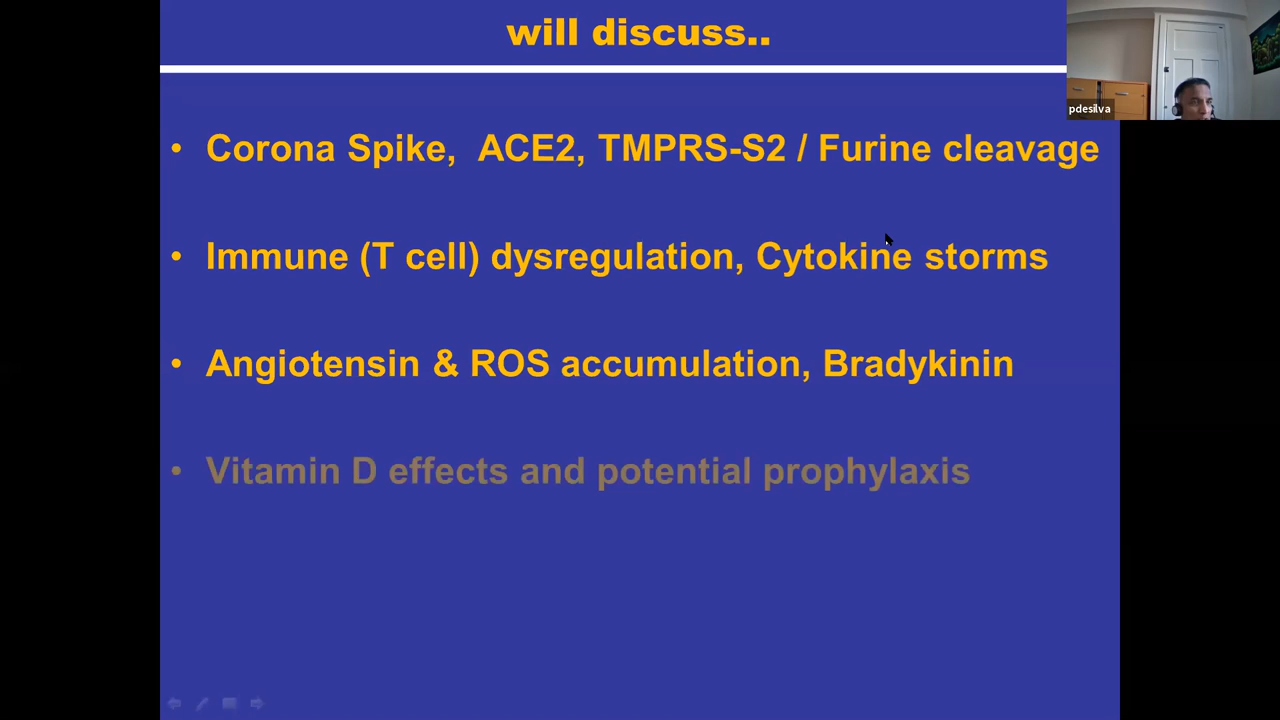 will discuss..
pdesilva
• Corona Spike, ACE2, TMPRS-S2 / Furine cleavage
• Immune (T cell) dysregulation, Cytokine storms
• Angiotensin & ROS accumulation, Bradykinin
• Vitamin D effects and potential prophylaxis